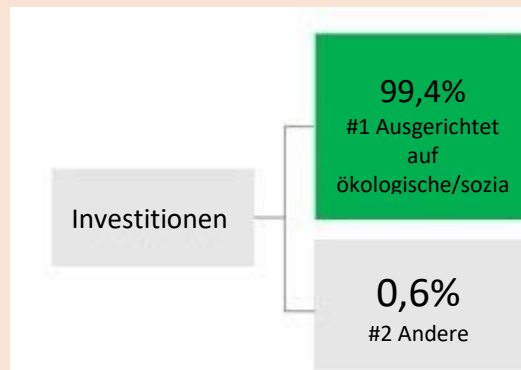 99,4%
#1 Ausgerichtet
auf
ökologische/sozia
Investitionen
0,6%
#2 Andere